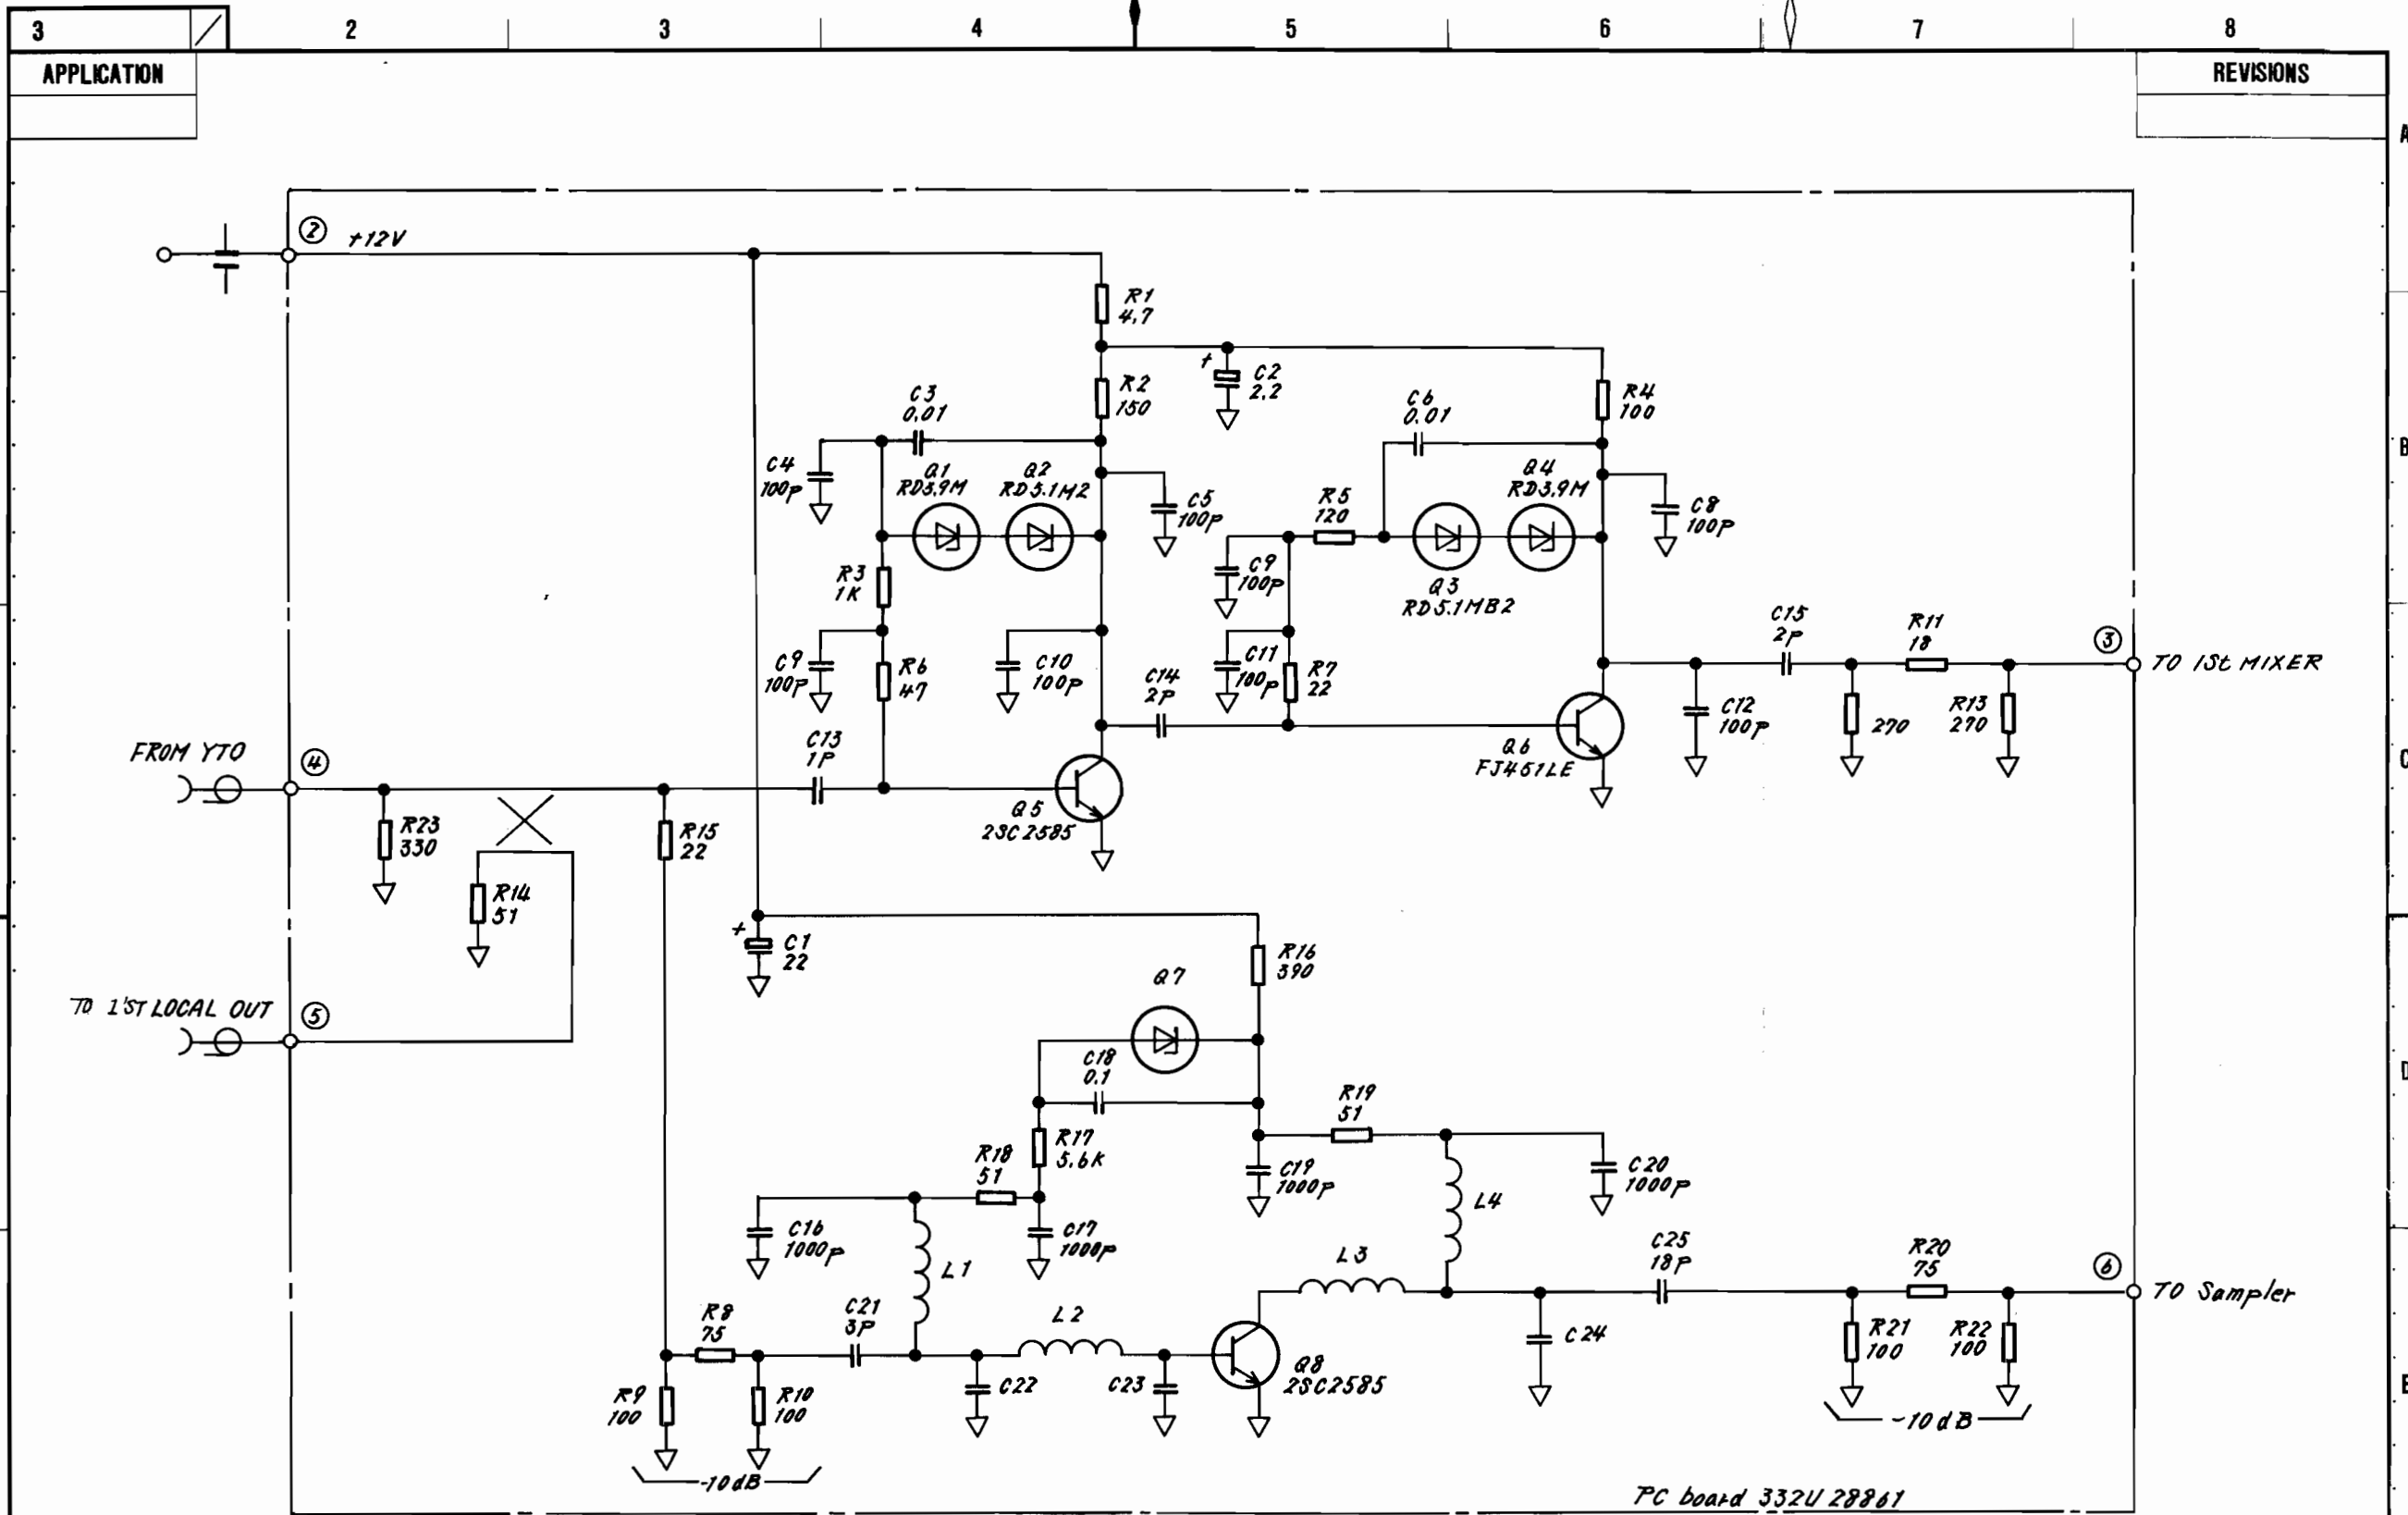 3 2 3 4 5 6 7 8
APPLICATION
REVISIONS
A
② +12V
R1
4.7
R2
150
C2
2.2
R4
100
C3
0.01
C6
0.01
B
C4
100P
Q1
RD3.9M
Q2
RD5.1M2
C5
100P
R5
120
Q4
RD3.9M
C8
100P
R3
1K
C9
100P
Q3
RD5.1MB2
C9
100P
R6
47
C10
100P
C14
2P
C11
100P
R7
22
C15
2P
R11
18
③ TO 1St MIXER
C12
100P
270
R13
270
FROM YTO
④
C13
1P
Q6
FJ451LE
C
R23
330
R15
22
Q5
2SC2585
R14
51
+ C1
22
R16
390
TO 1'ST LOCAL OUT
⑤
Q7
C18
0.1
R19
51
D
R18
51
R17
5.6K
C19
1000P
C20
1000P
C16
1000P
C17
1000P
L1
L4
L3
C25
18P
R20
75
⑥ TO Sampler
R8
75
C21
3P
L2
Q8
2SC2585
C24
R21
100
R22
100
R9
100
R10
100
C22
C23
E
-10dB
-10dB
PC board 332U 28861